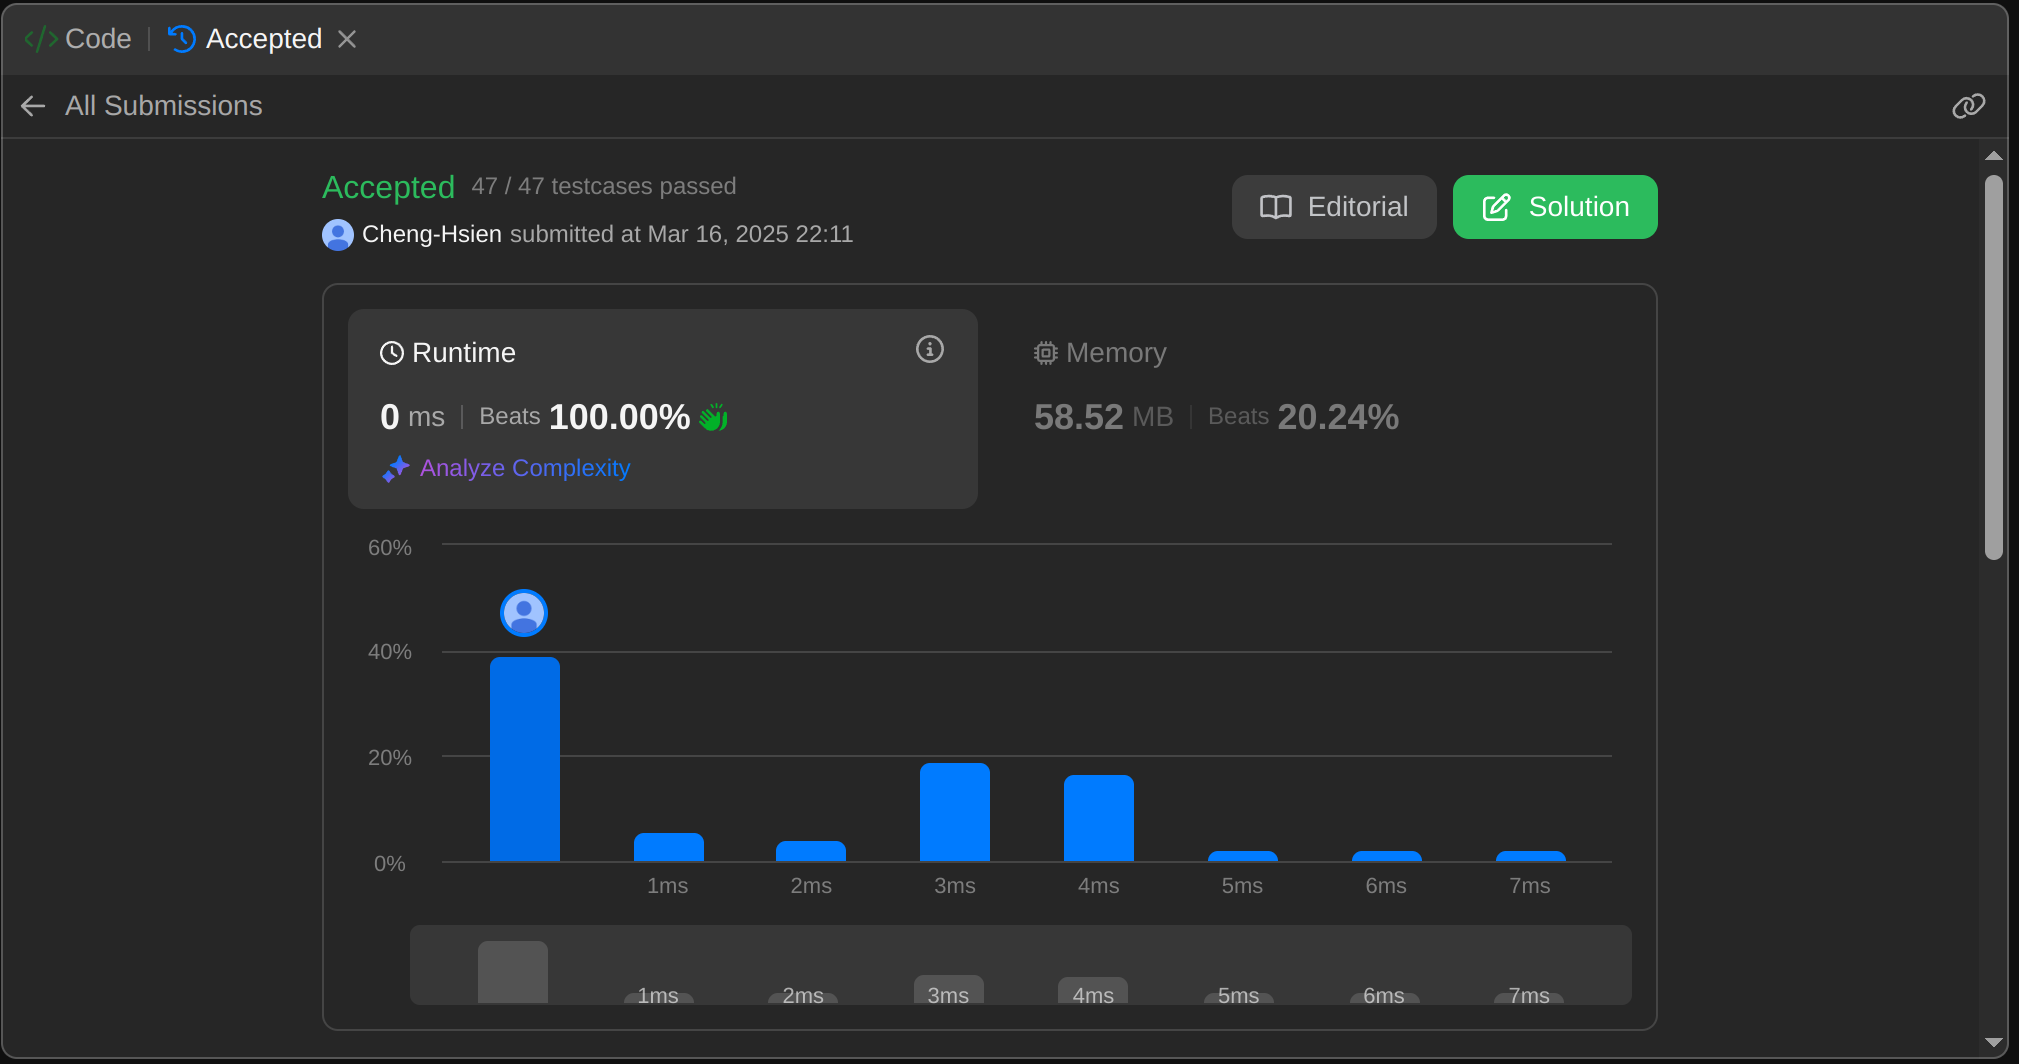 Code | Accepted
All Submissions
Accepted 47 / 47 testcases passed
Cheng-Hsien submitted at Mar 16, 2025 22:11
Editorial
Solution
Runtime
0 ms | Beats 100.00%
Analyze Complexity
Memory
58.52 MB | Beats 20.24%
60%
40%
20%
0%
1ms 2ms 3ms 4ms 5ms 6ms 7ms
1ms 2ms 3ms 4ms 5ms 6ms 7ms